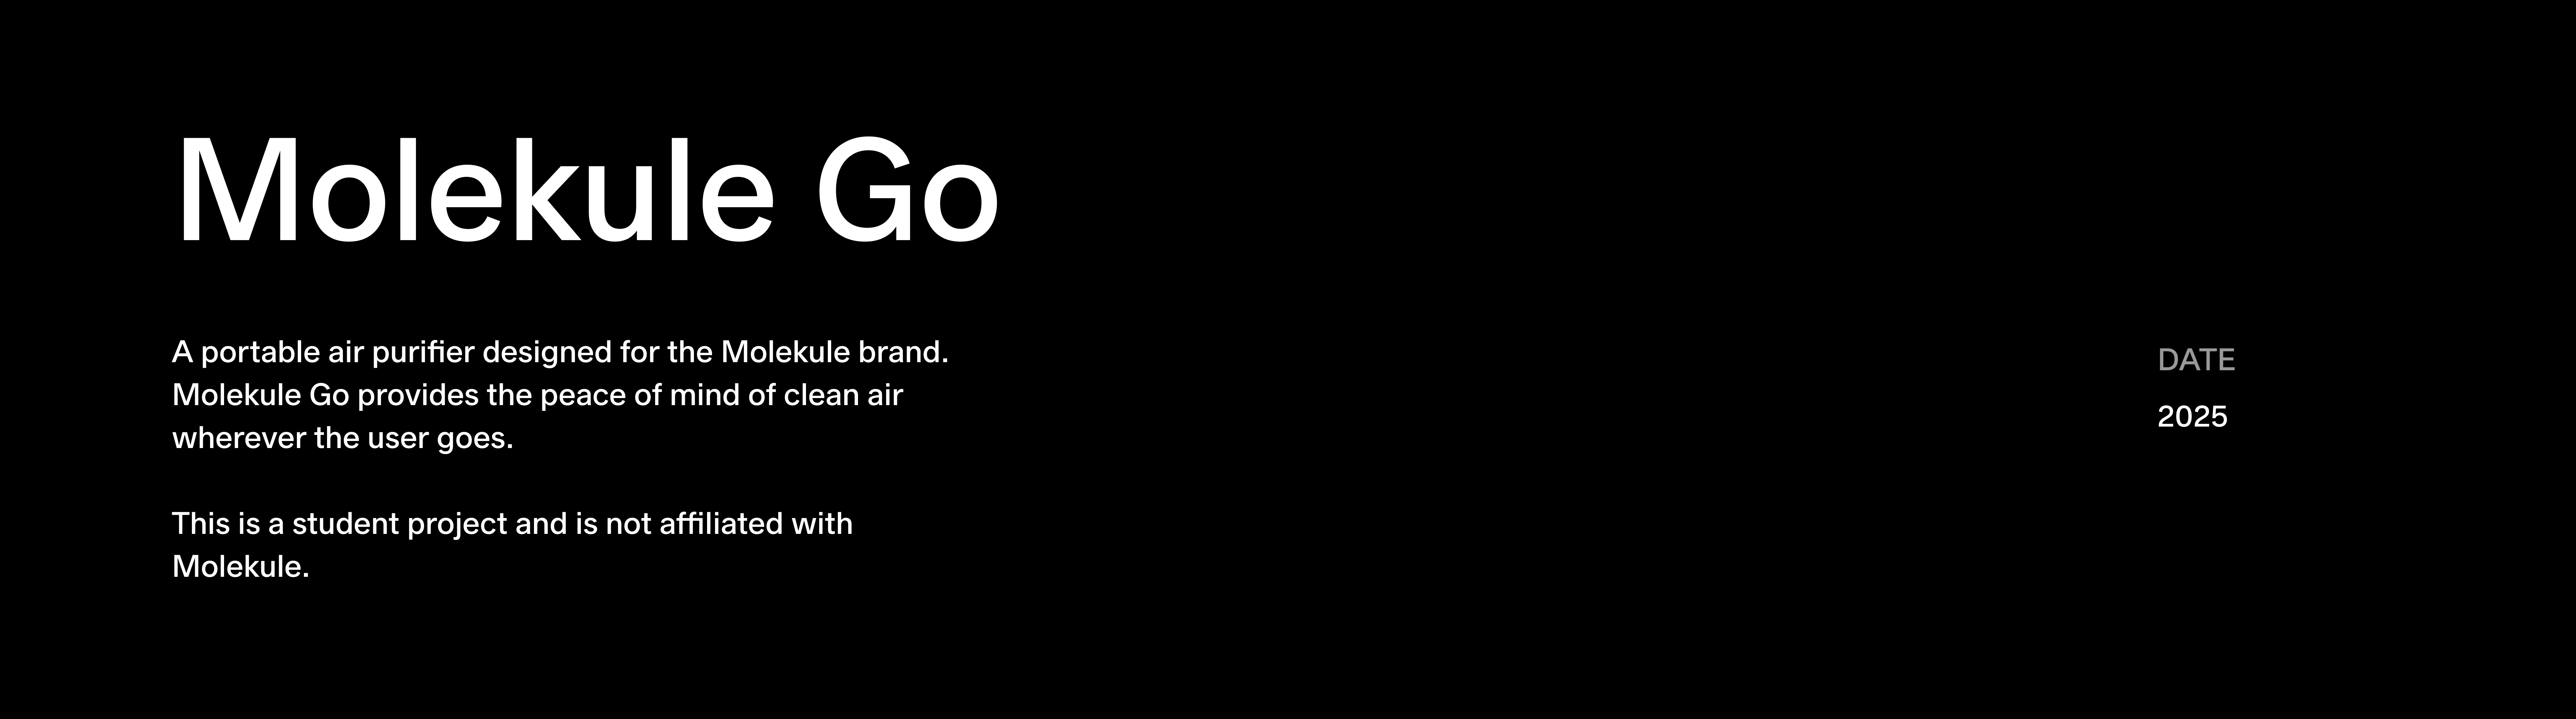 Molekule Go
A portable air purifier designed for the Molekule brand.
Molekule Go provides the peace of mind of clean air
wherever the user goes.
This is a student project and is not affiliated with
Molekule.
DATE
2025